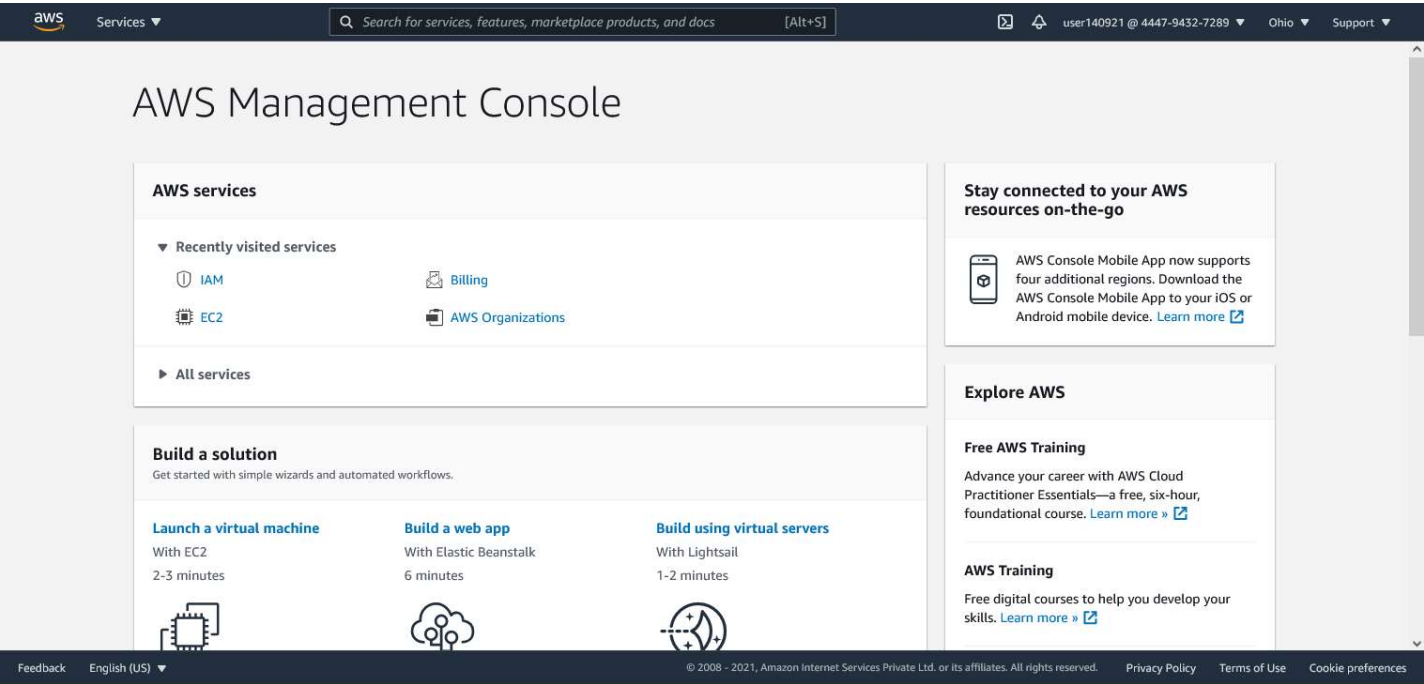 aws
Services ▼
Search for services, features, marketplace products, and docs [Alt+S]
user140921 @ 4447-9432-7289 ▼
Ohio ▼
Support ▼
AWS Management Console
AWS services
▼ Recently visited services
IAM
Billing
EC2
AWS Organizations
▶ All services
Stay connected to your AWS
resources on-the-go
AWS Console Mobile App now supports
four additional regions. Download the
AWS Console Mobile App to your iOS or
Android mobile device. Learn more
Build a solution
Get started with simple wizards and automated workflows.
Launch a virtual machine
With EC2
2-3 minutes
Build a web app
With Elastic Beanstalk
6 minutes
Build using virtual servers
With Lightsail
1-2 minutes
Explore AWS
Free AWS Training
Advance your career with AWS Cloud
Practitioner Essentials—a free, six-hour,
foundational course. Learn more »
AWS Training
Free digital courses to help you develop your
skills. Learn more »
Feedback
English (US) ▼
© 2008 - 2021, Amazon Internet Services Private Ltd. or its affiliates. All rights reserved.
Privacy Policy
Terms of Use
Cookie preferences